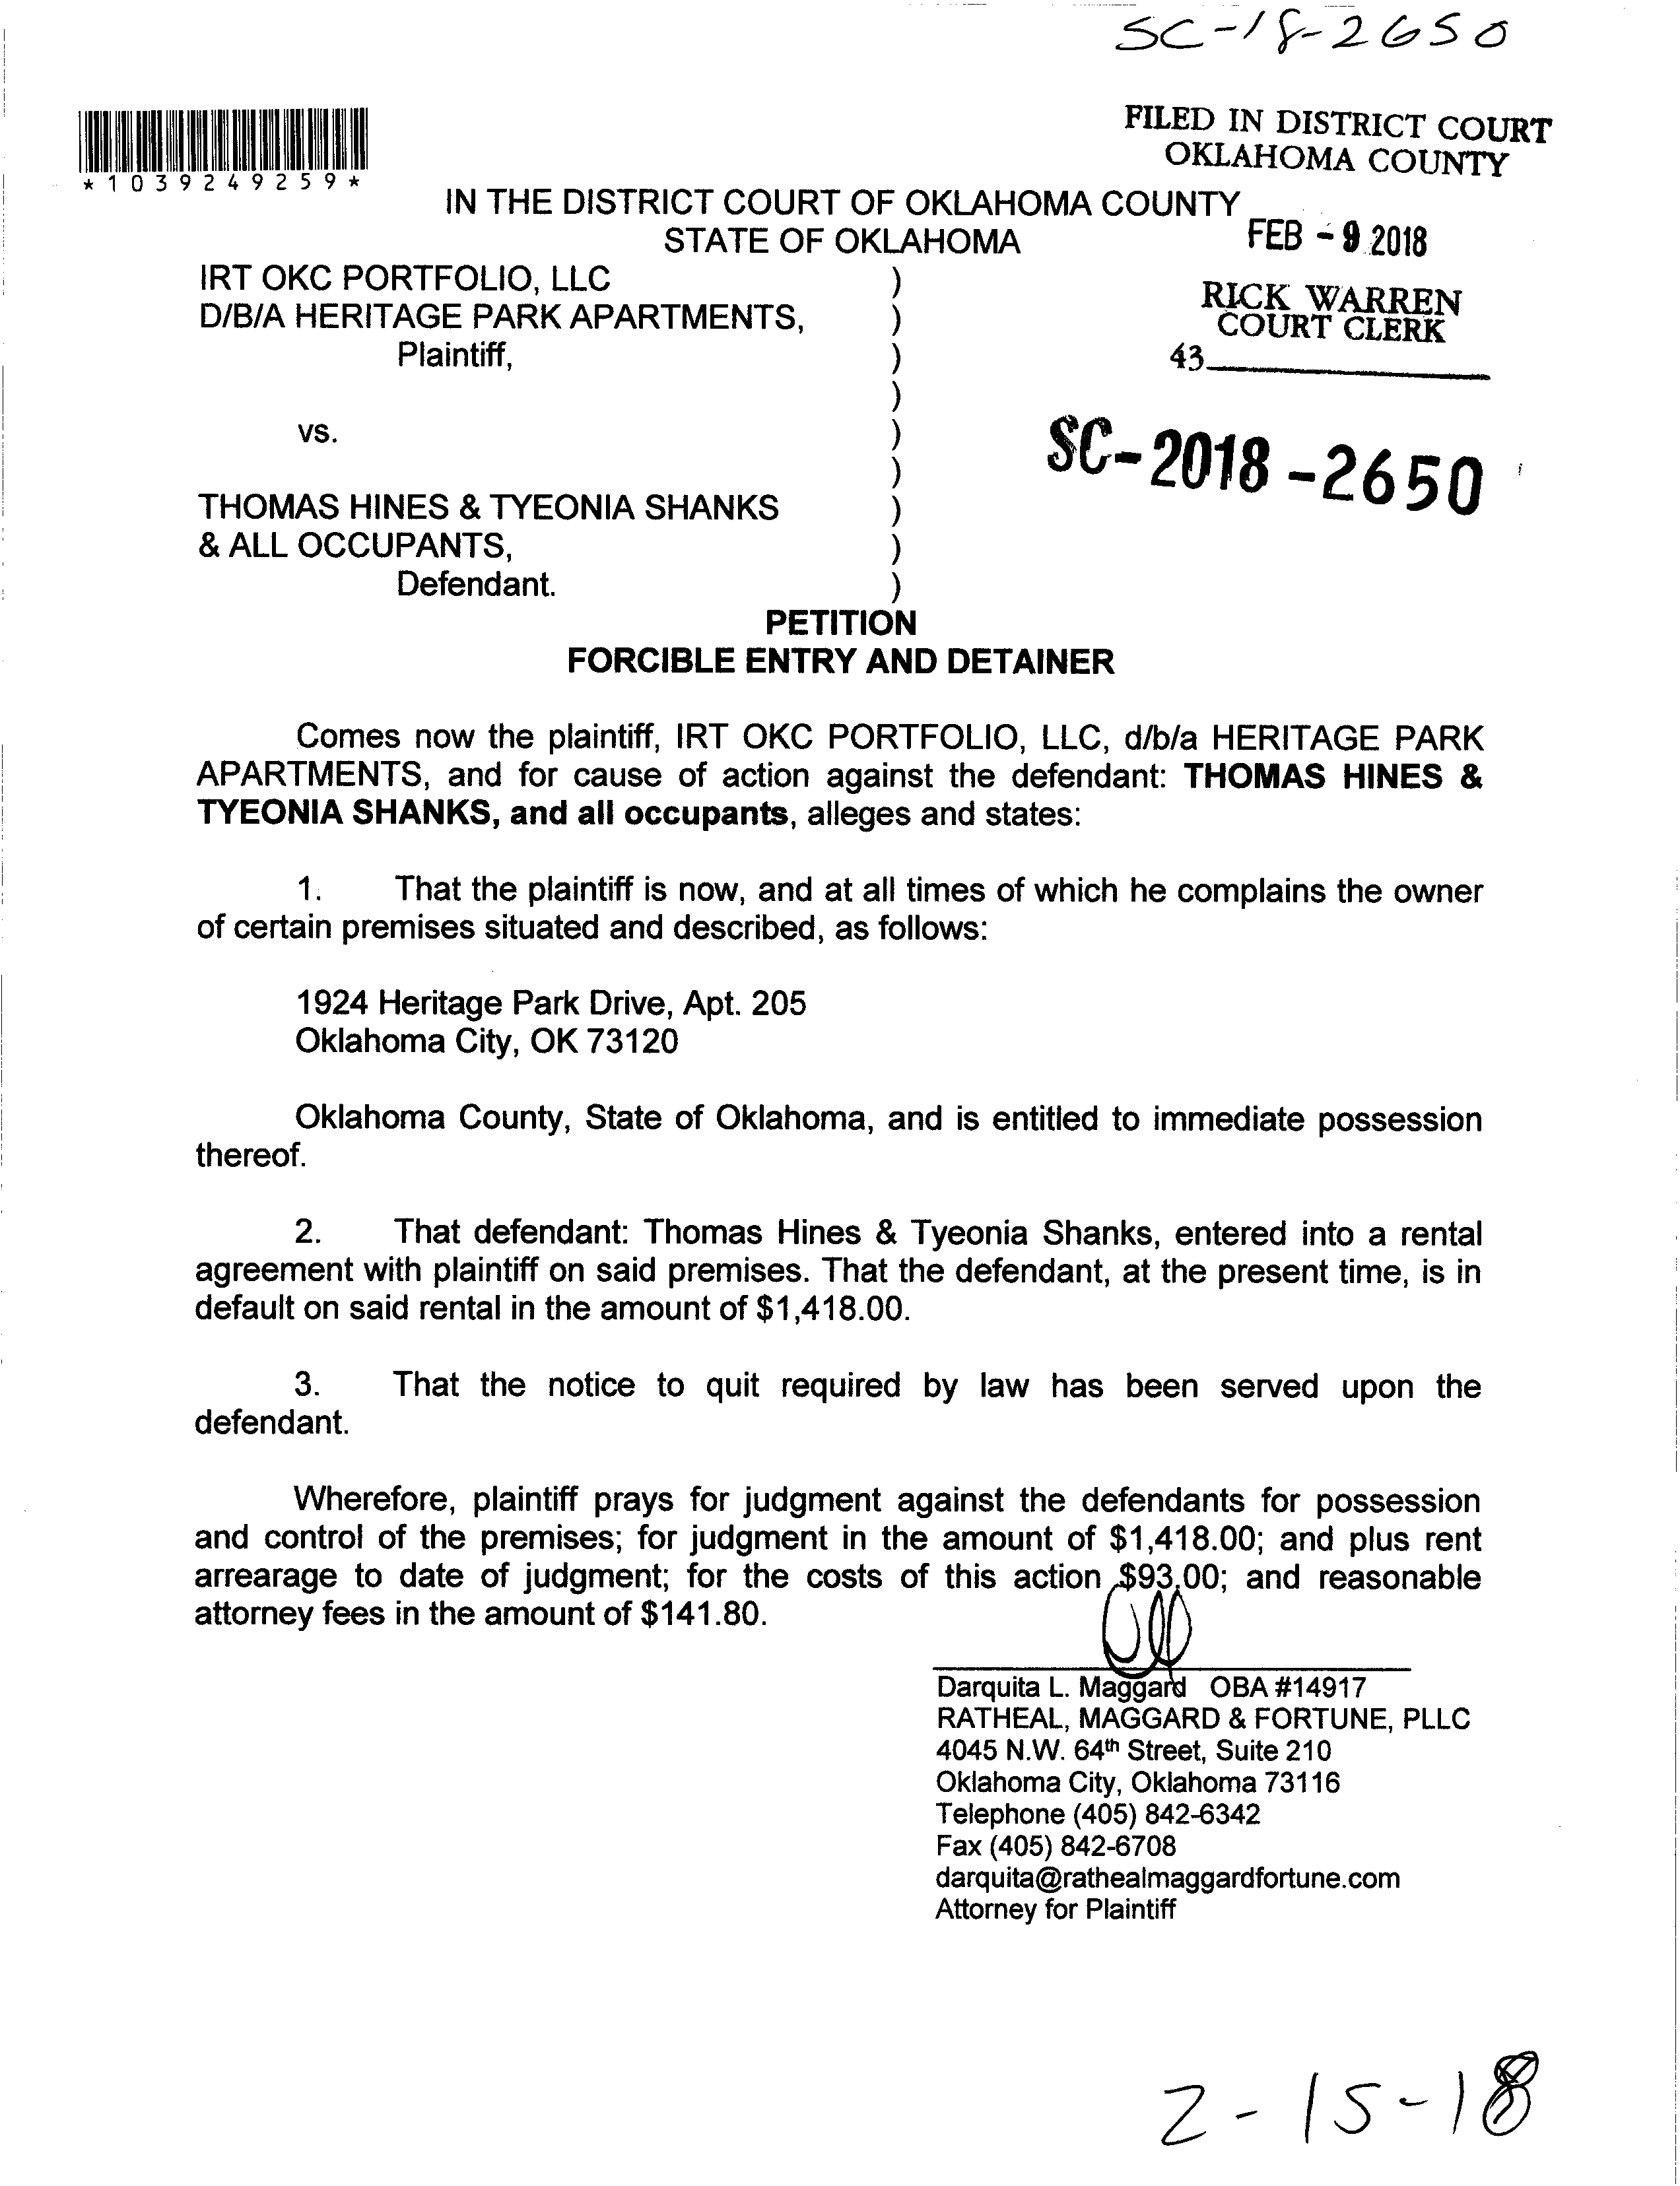 SC-18-2650
FILED IN DISTRICT COURT
OKLAHOMA COUNTY
*1039249259*
IN THE DISTRICT COURT OF OKLAHOMA COUNTY
STATE OF OKLAHOMA
FEB - 9 2018
IRT OKC PORTFOLIO, LLC )
D/B/A HERITAGE PARK APARTMENTS, )
Plaintiff, )
)
RICK WARREN
COURT CLERK
43
vs. )
)
SC-2018-2650
THOMAS HINES & TYEONIA SHANKS )
& ALL OCCUPANTS, )
Defendant. )
PETITION
FORCIBLE ENTRY AND DETAINER
Comes now the plaintiff, IRT OKC PORTFOLIO, LLC, d/b/a HERITAGE PARK
APARTMENTS, and for cause of action against the defendant: THOMAS HINES &
TYEONIA SHANKS, and all occupants, alleges and states:
1. That the plaintiff is now, and at all times of which he complains the owner
of certain premises situated and described, as follows:
1924 Heritage Park Drive, Apt. 205
Oklahoma City, OK 73120
Oklahoma County, State of Oklahoma, and is entitled to immediate possession
thereof.
2. That defendant: Thomas Hines & Tyeonia Shanks, entered into a rental
agreement with plaintiff on said premises. That the defendant, at the present time, is in
default on said rental in the amount of $1,418.00.
3. That the notice to quit required by law has been served upon the
defendant.
Wherefore, plaintiff prays for judgment against the defendants for possession
and control of the premises; for judgment in the amount of $1,418.00; and plus rent
arrearage to date of judgment; for the costs of this action $93.00; and reasonable
attorney fees in the amount of $141.80.
Darquita L. Maggard OBA #14917
RATHEAL, MAGGARD & FORTUNE, PLLC
4045 N.W. 64th Street, Suite 210
Oklahoma City, Oklahoma 73116
Telephone (405) 842-6342
Fax (405) 842-6708
darquita@rathealmaggardfortune.com
Attorney for Plaintiff
2-15-18